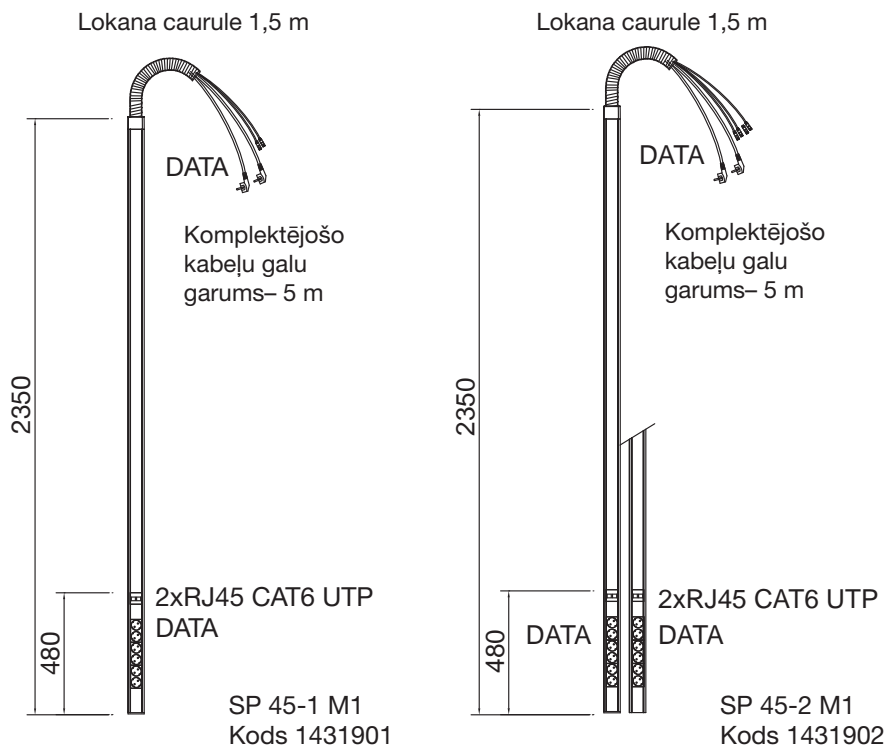 Lokana caurule 1,5 m
DATA
Komplektējošo
kabeļu galu
garums– 5 m
2350
480
2xRJ45 CAT6 UTP
DATA
SP 45-1 M1
Kods 1431901
Lokana caurule 1,5 m
DATA
Komplektējošo
kabeļu galu
garums– 5 m
2350
480
2xRJ45 CAT6 UTP
DATA DATA
SP 45-2 M1
Kods 1431902